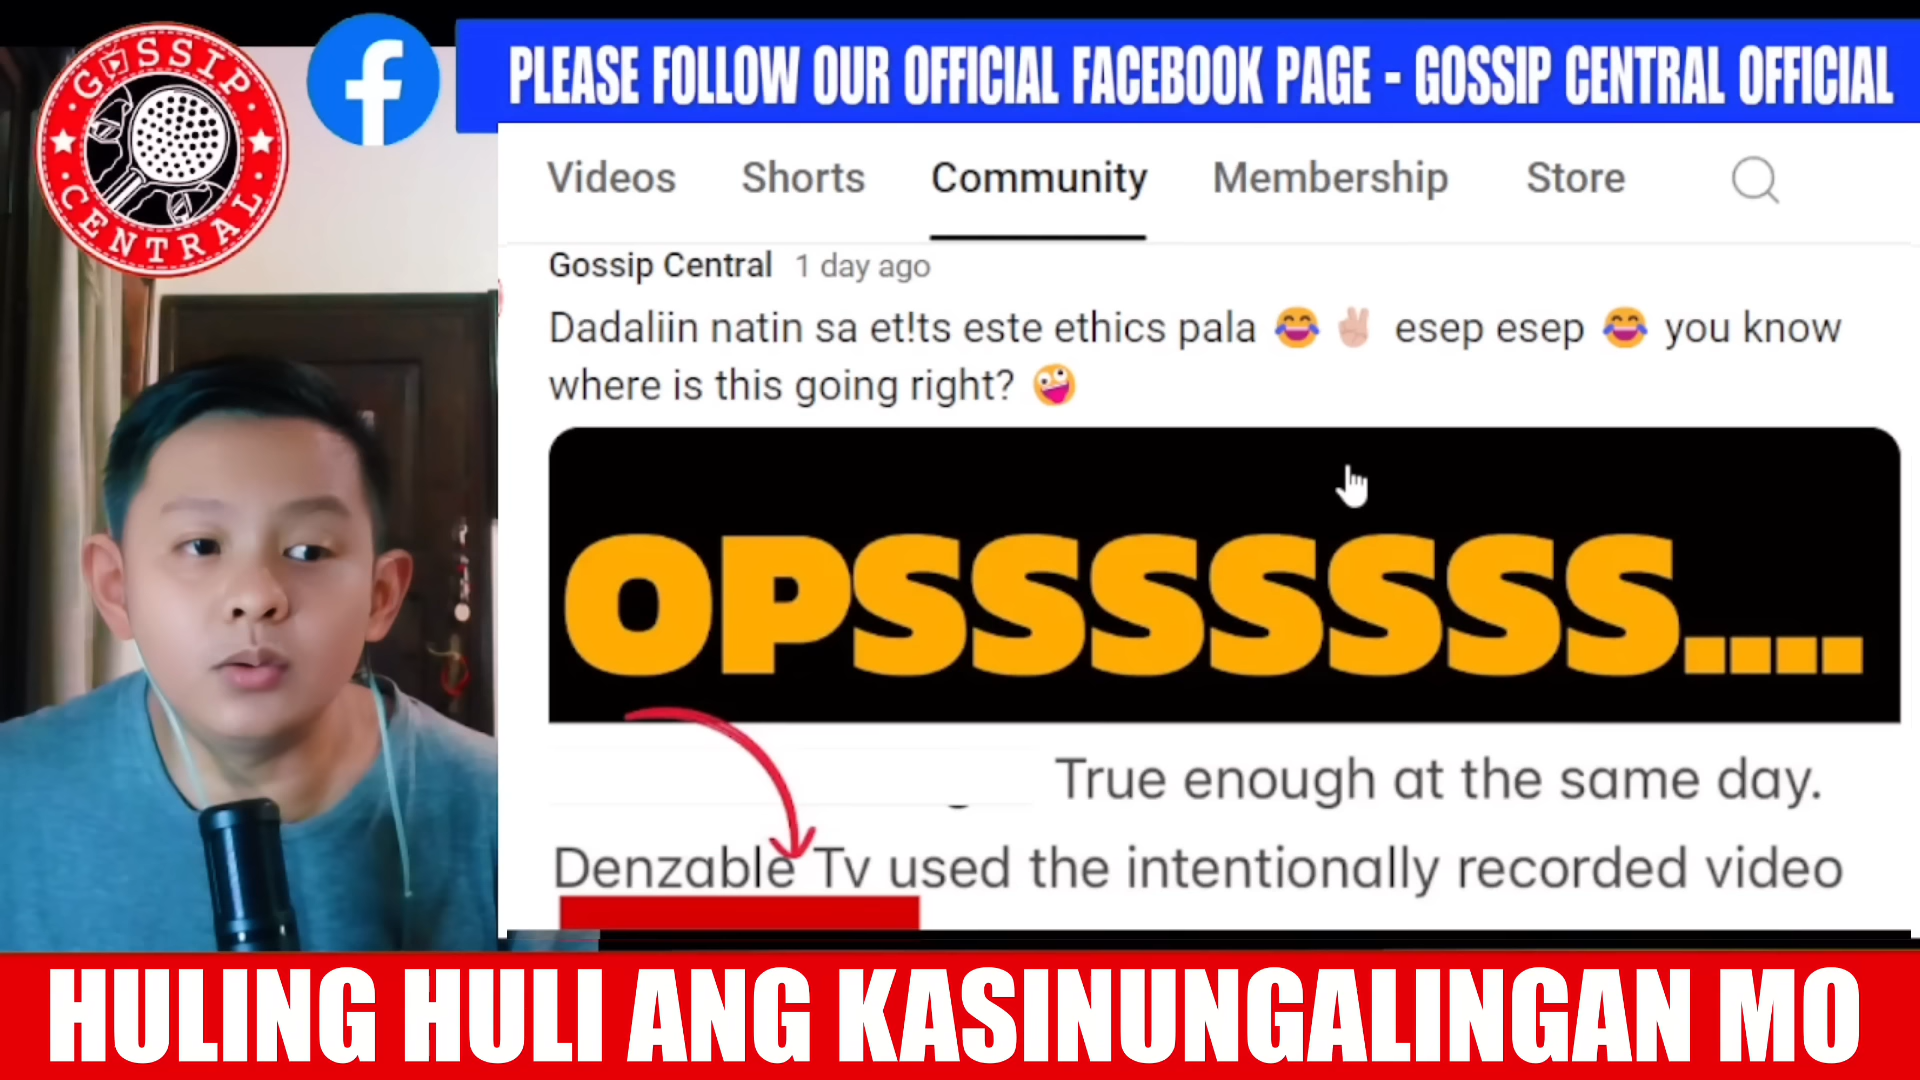 GOSSIP
CENTRAL
PLEASE FOLLOW OUR OFFICIAL FACEBOOK PAGE - GOSSIP CENTRAL OFFICIAL
Videos Shorts Community Membership Store
Gossip Central 1 day ago
Dadaliin natin sa et!ts este ethics pala 😂✌🏻 esep esep 😂 you know
where is this going right? 🤪
OPSSSSSSS....
True enough at the same day.
Denzable Tv used the intentionally recorded video
HULING HULI ANG KASINUNGALINGAN MO